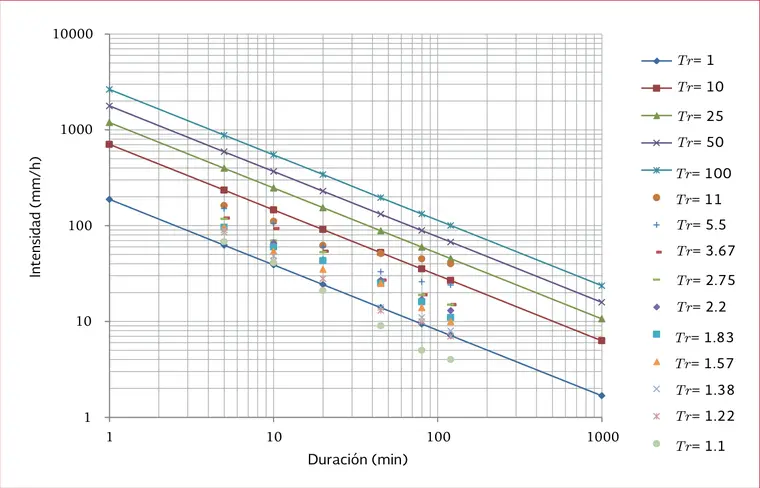 10000
1000
100
10
1
Intensidad (mm/h)
1
10
100
1000
Duración (min)
Tr= 1
Tr= 10
Tr= 25
Tr= 50
Tr= 100
Tr= 11
Tr= 5.5
Tr= 3.67
Tr= 2.75
Tr= 2.2
Tr= 1.83
Tr= 1.57
Tr= 1.38
Tr= 1.22
Tr= 1.1